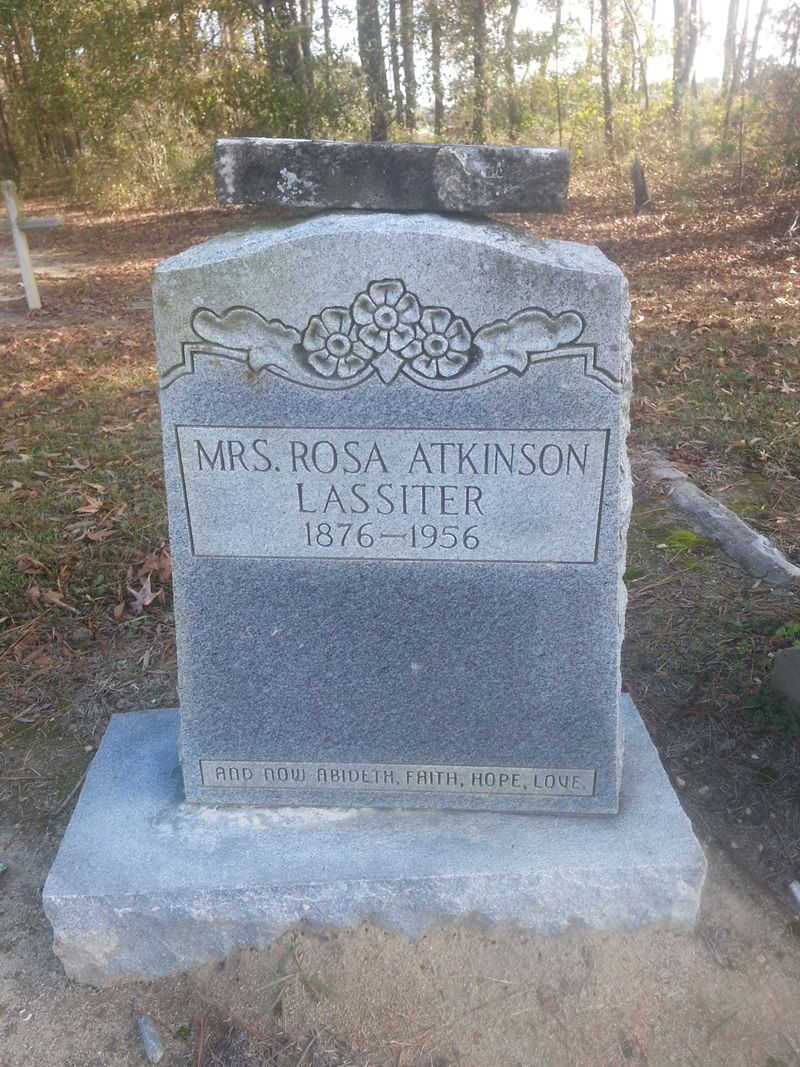 MRS. ROSA ATKINSON
LASSITER
1876—1956
AND NOW ABIDETH, FAITH, HOPE, LOVE.